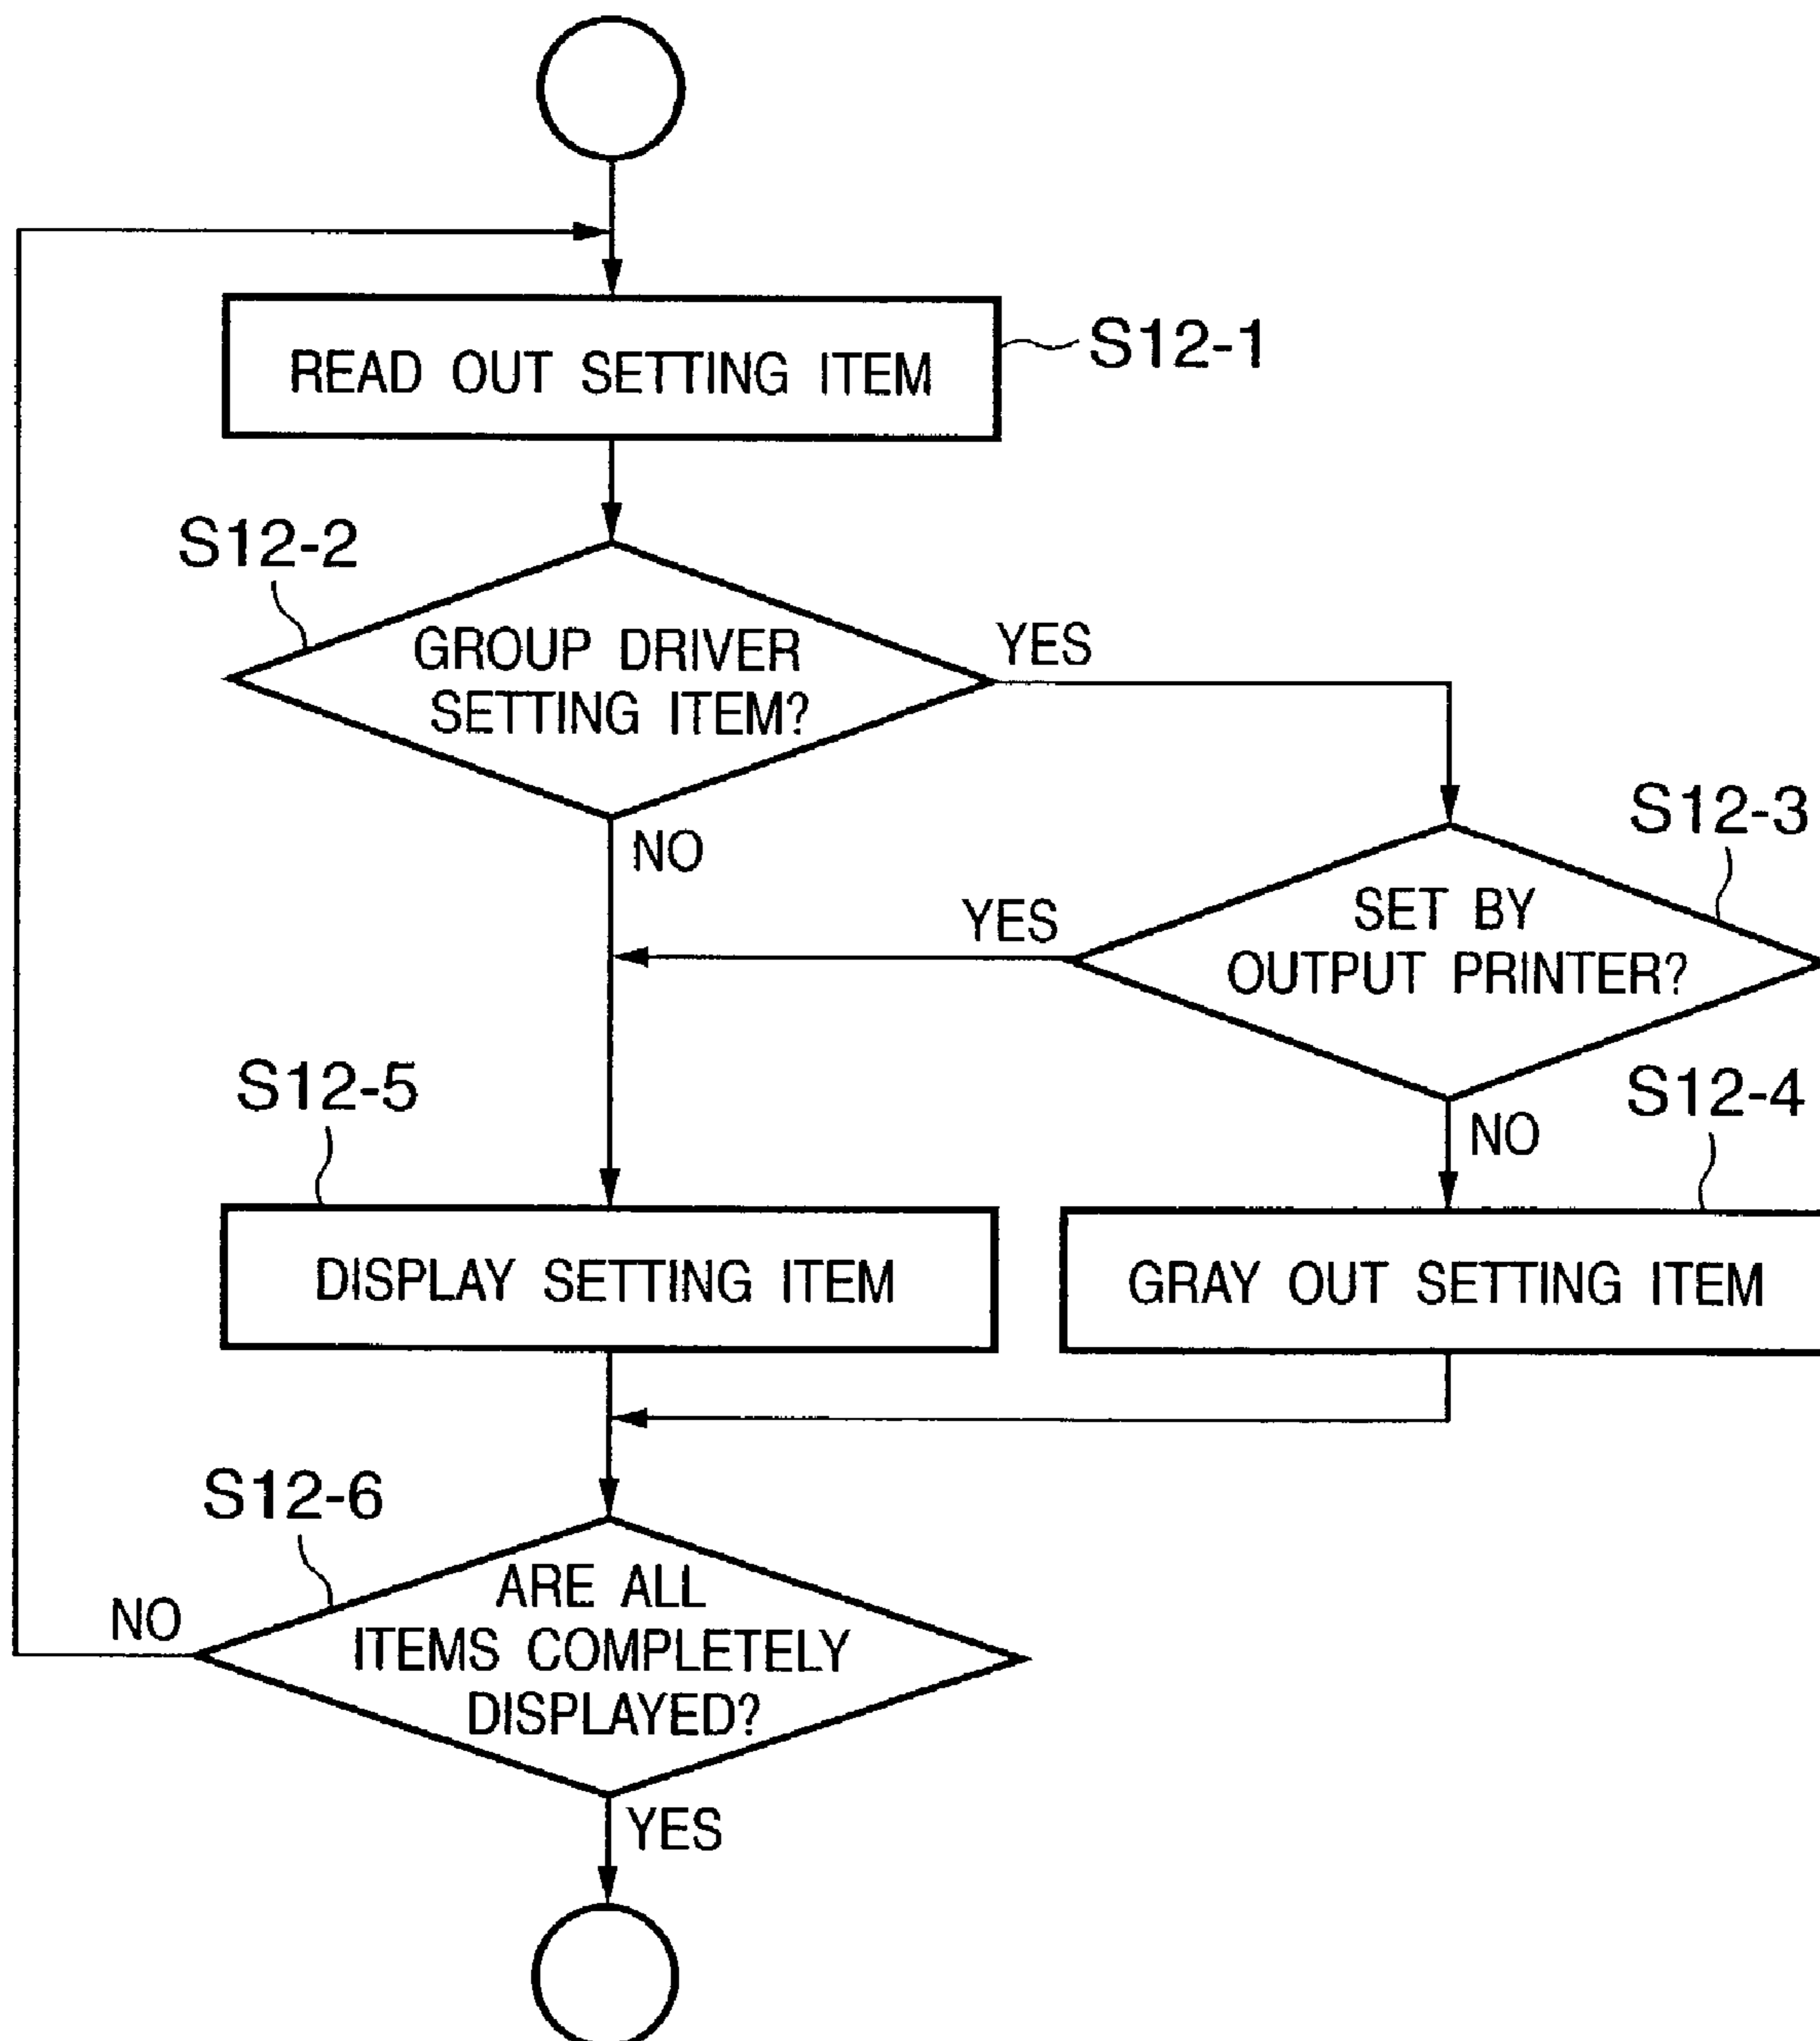 READ OUT SETTING ITEM
S12-1
S12-2
GROUP DRIVER
SETTING ITEM?
YES
NO
S12-3
SET BY
OUTPUT PRINTER?
YES
NO
S12-5
S12-4
DISPLAY SETTING ITEM
GRAY OUT SETTING ITEM
S12-6
ARE ALL
ITEMS COMPLETELY
DISPLAYED?
NO
YES